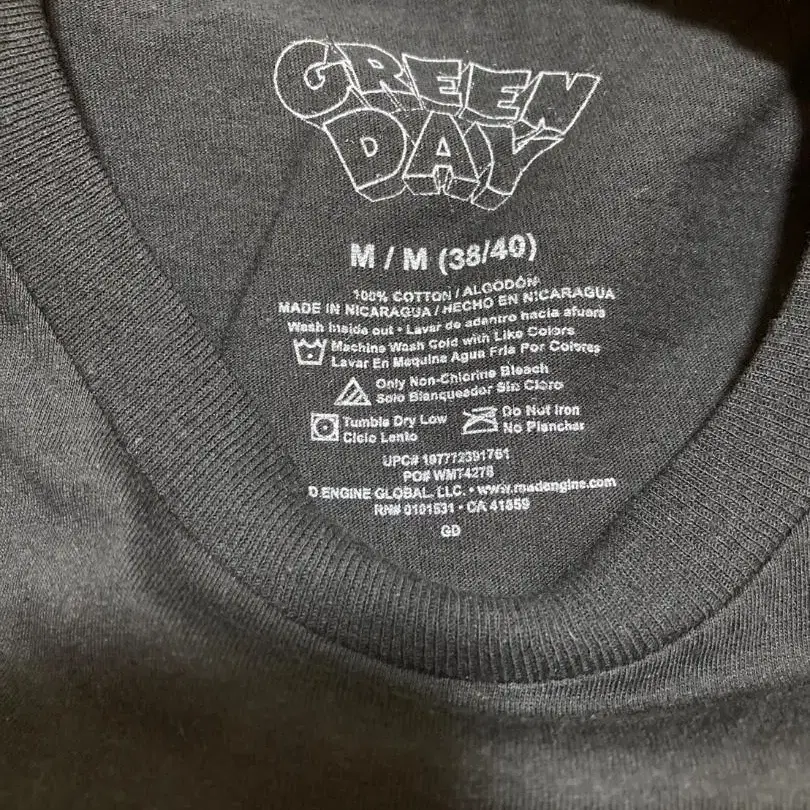 GREEN
DAY
M / M (38/40)
100% COTTON / ALGODÓN
MADE IN NICARAGUA / HECHO EN NICARAGUA
Wash Inside out • Lavar de adentro hacia afuera
Machine Wash Cold with Like Colors
Lavar En Maquina Agua Fria Por Colores
Only Non-Chlorine Bleach
Solo Blanqueador Sin Cloro
Tumble Dry Low
Ciclo Lento
Do Not Iron
No Planchar
UPC# 197772391761
PO# WMT4278
D.ENGINE GLOBAL, LLC. • www.madengine.com
RN# 0101531 • CA 41859
GD